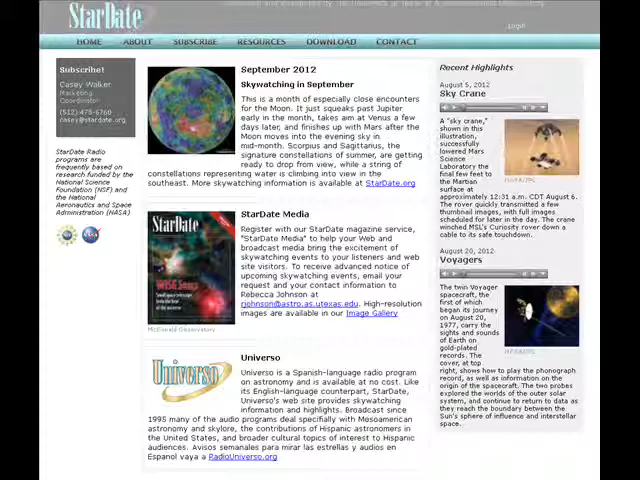 StarDate
Login
HOME ABOUT SUBSCRIBE RESOURCES DOWNLOAD CONTACT
Subscribe!
Casey Walker
Marketing
Coordinator
(512) 475-6760
casey@stardate.org
StarDate Radio
programs are
frequently based on
research funded by the
National Science
Foundation (NSF) and
the National
Aeronautics and Space
Administration (NASA)
September 2012
Skywatching in September
This is a month of especially close encounters
for the Moon. It just squeaks past Jupiter
early in the month, takes aim at Venus a few
days later, and finishes up with Mars after the
Moon moves into the evening sky in
mid-month. Scorpius and Sagittarius, the
signature constellations of summer, are getting
ready to drop from view, while a string of
constellations representing water is climbing into view in the
southeast. More skywatching information is available at StarDate.org
StarDate
StarDate Media
Register with our StarDate magazine service,
"StarDate Media" to help your Web and
broadcast media bring the excitement of
skywatching events to your listeners and web
site visitors. To receive advanced notice of
upcoming skywatching events, email your
request and your contact information to
Rebecca Johnson at
rjohnson@astro.as.utexas.edu. High-resolution
images are available in our Image Gallery
McDonald Observatory
Universo
Universo
Universo is a Spanish-language radio program
on astronomy and is available at no cost. Like
its English-language counterpart, StarDate,
Universo's web site provides skywatching
information and highlights. Broadcast since
1995 many of the audio programs deal specifially with Mesoamerican
astronomy and skylore, the contributions of Hispanic astronomers in
the United States, and broader cultural topics of interest to Hispanic
audiences. Avisos semanales para mirar las estrellas y audios en
Espanol vaya a RadioUniverso.org
Recent Highlights
August 5, 2012
Sky Crane
A "sky crane,"
shown in this
illustration,
successfully
lowered Mars
Science
Laboratory the
final few feet to
the Martian
surface at
approximately 12:31 a.m. CDT August 6.
The rover quickly transmitted a few
thumbnail images, with full images
scheduled for later in the day. The crane
winched MSL's Curiosity rover down a
cable to its safe touchdown.
NASA/JPL
August 20, 2012
Voyagers
The twin Voyager
spacecraft, the
first of which
began its journey
on August 20,
1977, carry the
sights and sounds
of Earth on
gold-plated
records. The
cover, at top
right, shows how to play the phonograph
record, as well as information on the
origin of the spacecraft. The two probes
explored the worlds of the outer solar
system, and continue to return to data as
they reach the boundary between the
Sun's sphere of influence and interstellar
space.